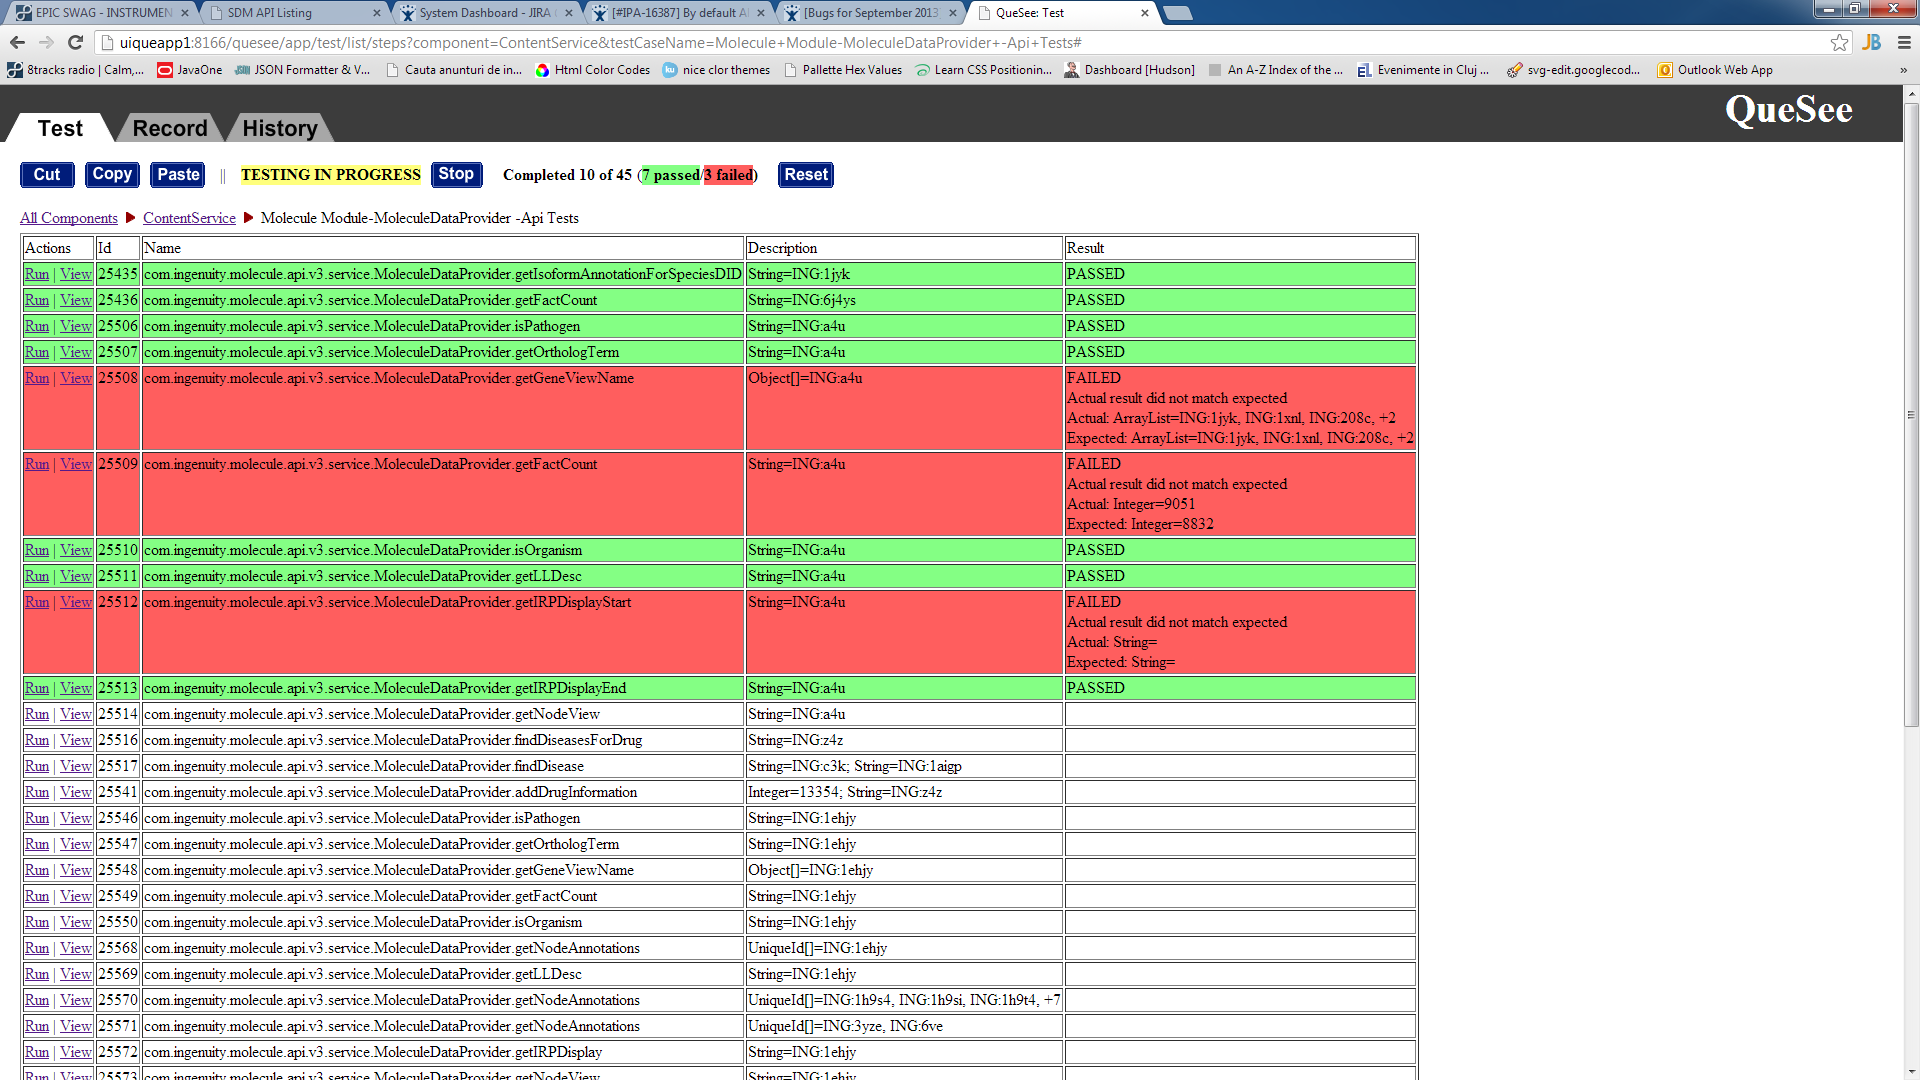 EPIC SWAG - INSTRUMEN
SDM API Listing
System Dashboard - JIRA
[#IPA-16387] By default A
[Bugs for September 2013]
QueSee: Test
uiqueapp1:8166/quesee/app/test/list/steps?component=ContentService&testCaseName=Molecule+Module-MoleculeDataProvider+-Api+Tests#
8tracks radio | Calm,...
JavaOne
JSON Formatter & V...
Cauta anunturi de in...
Html Color Codes
nice clor themes
Pallette Hex Values
Learn CSS Positionin...
Dashboard [Hudson]
An A-Z Index of the ...
Evenimente in Cluj ...
svg-edit.googlecod...
Outlook Web App
»
Test Record History QueSee
Cut Copy Paste || TESTING IN PROGRESS Stop Completed 10 of 45 (7 passed/3 failed) Reset
All Components ContentService Molecule Module-MoleculeDataProvider -Api Tests
Actions Id Name Description Result
Run | View 25435 com.ingenuity.molecule.api.v3.service.MoleculeDataProvider.getIsoformAnnotationForSpeciesDID String=ING:1jyk PASSED
Run | View 25436 com.ingenuity.molecule.api.v3.service.MoleculeDataProvider.getFactCount String=ING:6j4ys PASSED
Run | View 25506 com.ingenuity.molecule.api.v3.service.MoleculeDataProvider.isPathogen String=ING:a4u PASSED
Run | View 25507 com.ingenuity.molecule.api.v3.service.MoleculeDataProvider.getOrthologTerm String=ING:a4u PASSED
Run | View 25508 com.ingenuity.molecule.api.v3.service.MoleculeDataProvider.getGeneViewName Object[]=ING:a4u FAILED
Actual result did not match expected
Actual: ArrayList=ING:1jyk, ING:1xnl, ING:208c, +2
Expected: ArrayList=ING:1jyk, ING:1xnl, ING:208c, +2
Run | View 25509 com.ingenuity.molecule.api.v3.service.MoleculeDataProvider.getFactCount String=ING:a4u FAILED
Actual result did not match expected
Actual: Integer=9051
Expected: Integer=8832
Run | View 25510 com.ingenuity.molecule.api.v3.service.MoleculeDataProvider.isOrganism String=ING:a4u PASSED
Run | View 25511 com.ingenuity.molecule.api.v3.service.MoleculeDataProvider.getLLDesc String=ING:a4u PASSED
Run | View 25512 com.ingenuity.molecule.api.v3.service.MoleculeDataProvider.getIRPDisplayStart String=ING:a4u FAILED
Actual result did not match expected
Actual: String=
Expected: String=
Run | View 25513 com.ingenuity.molecule.api.v3.service.MoleculeDataProvider.getIRPDisplayEnd String=ING:a4u PASSED
Run | View 25514 com.ingenuity.molecule.api.v3.service.MoleculeDataProvider.getNodeView String=ING:a4u
Run | View 25516 com.ingenuity.molecule.api.v3.service.MoleculeDataProvider.findDiseasesForDrug String=ING:z4z
Run | View 25517 com.ingenuity.molecule.api.v3.service.MoleculeDataProvider.findDisease String=ING:c3k; String=ING:1aigp
Run | View 25541 com.ingenuity.molecule.api.v3.service.MoleculeDataProvider.addDrugInformation Integer=13354; String=ING:z4z
Run | View 25546 com.ingenuity.molecule.api.v3.service.MoleculeDataProvider.isPathogen String=ING:1ehjy
Run | View 25547 com.ingenuity.molecule.api.v3.service.MoleculeDataProvider.getOrthologTerm String=ING:1ehjy
Run | View 25548 com.ingenuity.molecule.api.v3.service.MoleculeDataProvider.getGeneViewName Object[]=ING:1ehjy
Run | View 25549 com.ingenuity.molecule.api.v3.service.MoleculeDataProvider.getFactCount String=ING:1ehjy
Run | View 25550 com.ingenuity.molecule.api.v3.service.MoleculeDataProvider.isOrganism String=ING:1ehjy
Run | View 25568 com.ingenuity.molecule.api.v3.service.MoleculeDataProvider.getNodeAnnotations UniqueId[]=ING:1ehjy
Run | View 25569 com.ingenuity.molecule.api.v3.service.MoleculeDataProvider.getLLDesc String=ING:1ehjy
Run | View 25570 com.ingenuity.molecule.api.v3.service.MoleculeDataProvider.getNodeAnnotations UniqueId[]=ING:1h9s4, ING:1h9si, ING:1h9t4, +7
Run | View 25571 com.ingenuity.molecule.api.v3.service.MoleculeDataProvider.getNodeAnnotations UniqueId[]=ING:3yze, ING:6ve
Run | View 25572 com.ingenuity.molecule.api.v3.service.MoleculeDataProvider.getIRPDisplay String=ING:1ehjy
Run | View 25573 com.ingenuity.molecule.api.v3.service.MoleculeDataProvider.getNodeView String=ING:1ehjy